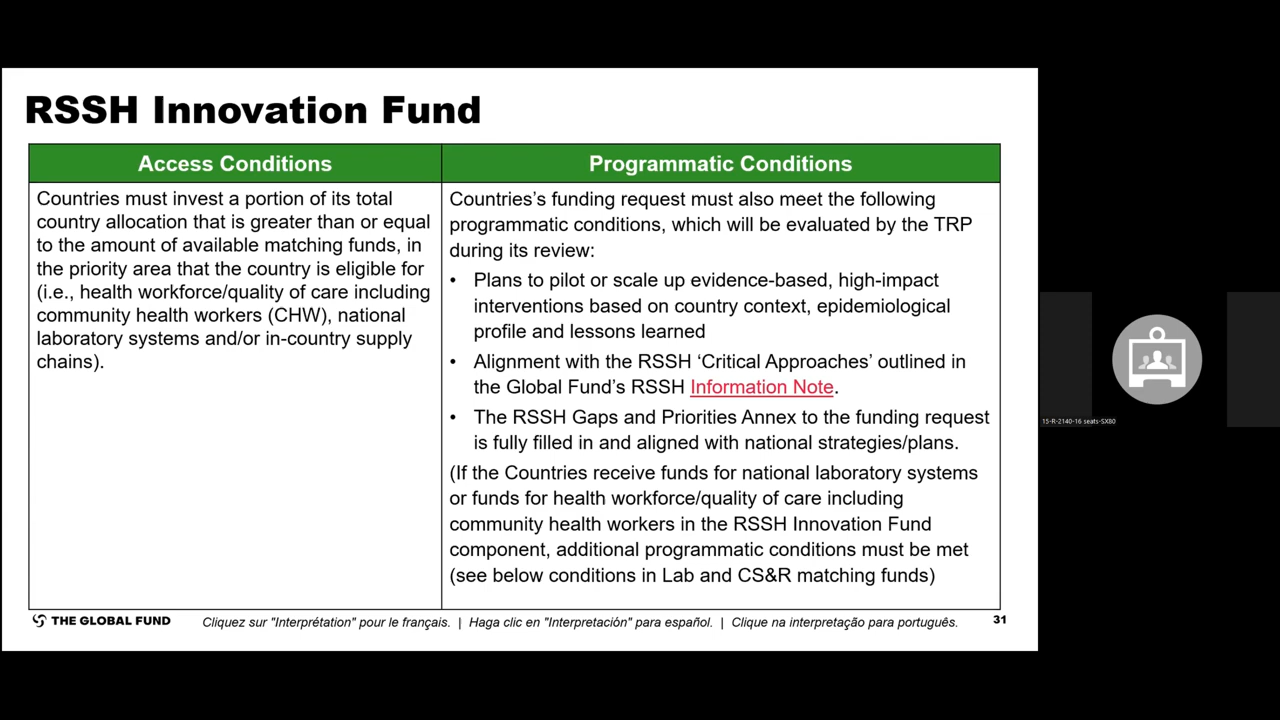 RSSH Innovation Fund
Access Conditions
Countries must invest a portion of its total
country allocation that is greater than or equal
to the amount of available matching funds, in
the priority area that the country is eligible for
(i.e., health workforce/quality of care including
community health workers (CHW), national
laboratory systems and/or in-country supply
chains).
Programmatic Conditions
Countries's funding request must also meet the following
programmatic conditions, which will be evaluated by the TRP
during its review:
• Plans to pilot or scale up evidence-based, high-impact
interventions based on country context, epidemiological
profile and lessons learned
• Alignment with the RSSH ‘Critical Approaches’ outlined in
the Global Fund’s RSSH Information Note.
• The RSSH Gaps and Priorities Annex to the funding request
is fully filled in and aligned with national strategies/plans.
(If the Countries receive funds for national laboratory systems
or funds for health workforce/quality of care including
community health workers in the RSSH Innovation Fund
component, additional programmatic conditions must be met
(see below conditions in Lab and CS&R matching funds)
THE GLOBAL FUND
Cliquez sur "Interprétation" pour le français. | Haga clic en "Interpretación" para español. | Clique na interpretação para português.
31
15-R-2140-16 seats-SX80